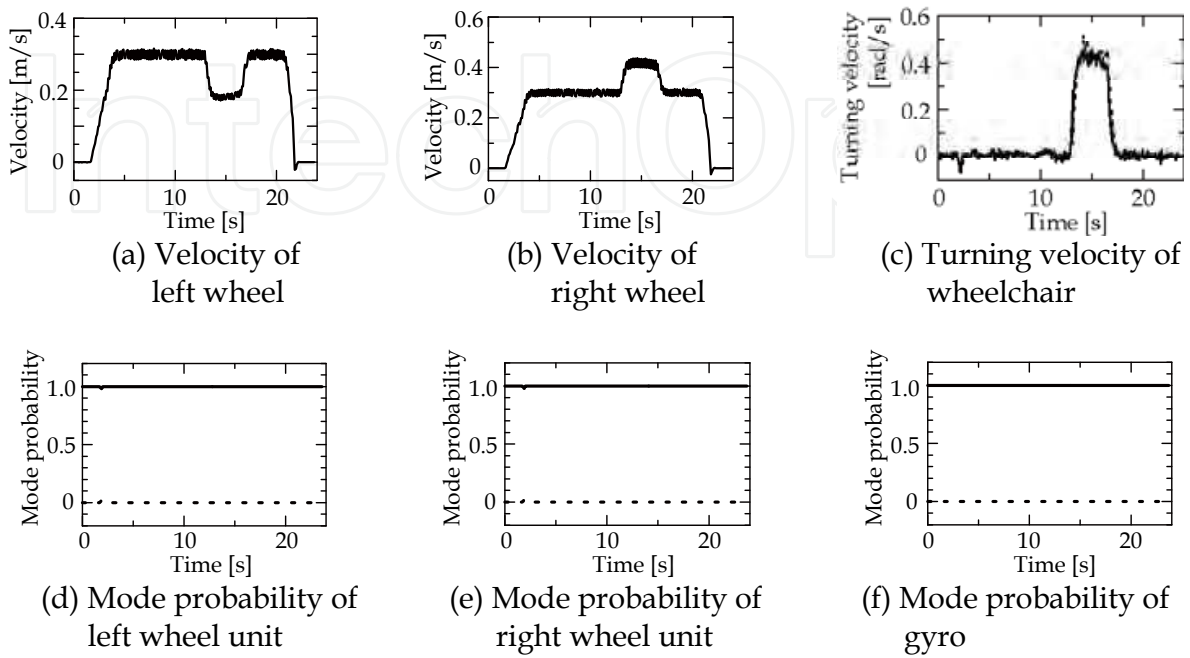 0.4
0.2
0
Velocity [m/s]
0 10 20
Time [s]
(a) Velocity of
left wheel
0.6
0.4
0.2
0
Velocity [m/s]
0 10 20
Time [s]
(b) Velocity of
right wheel
0.6
0.4
0.2
0
Turning velocity
[rad/s]
0 10 20
Time [s]
(c) Turning velocity of
wheelchair
1.0
0.5
0
Mode probability
0 10 20
Time [s]
(d) Mode probability of
left wheel unit
1.0
0.5
0
Mode probability
0 10 20
Time [s]
(e) Mode probability of
right wheel unit
1.0
0.5
0
Mode probability
0 10 20
Time [s]
(f) Mode probability of
gyro